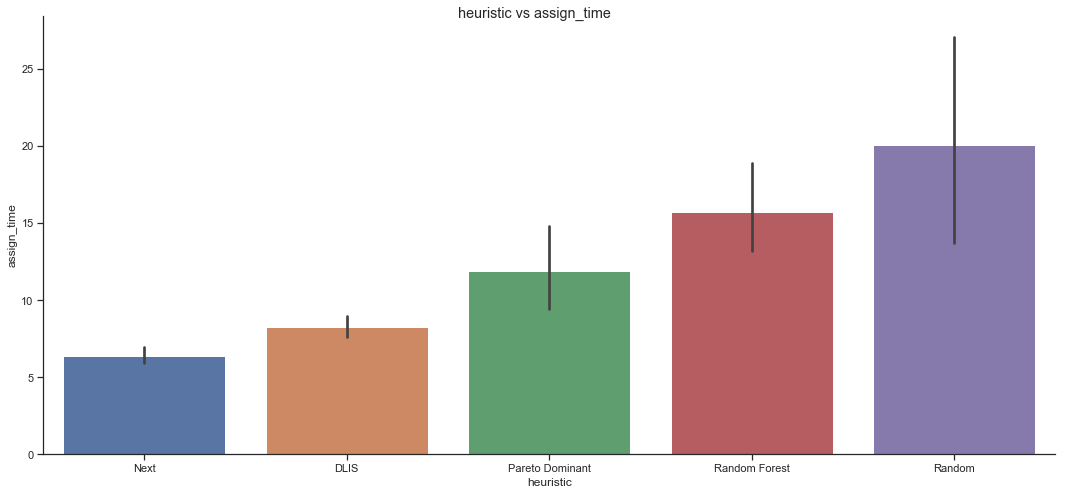 heuristic vs assign_time
assign_time
25
20
15
10
5
0
Next DLIS Pareto Dominant Random Forest Random
heuristic